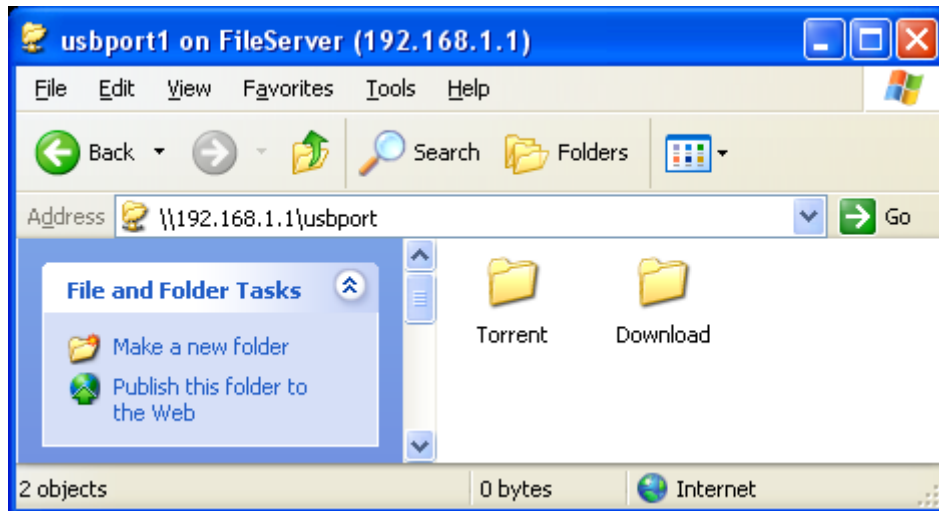 usbport1 on FileServer (192.168.1.1)
File Edit View Favorites Tools Help
Back Search Folders
Address \\192.168.1.1\usbport Go
File and Folder Tasks
Make a new folder
Publish this folder to
the Web
Torrent Download
2 objects 0 bytes Internet